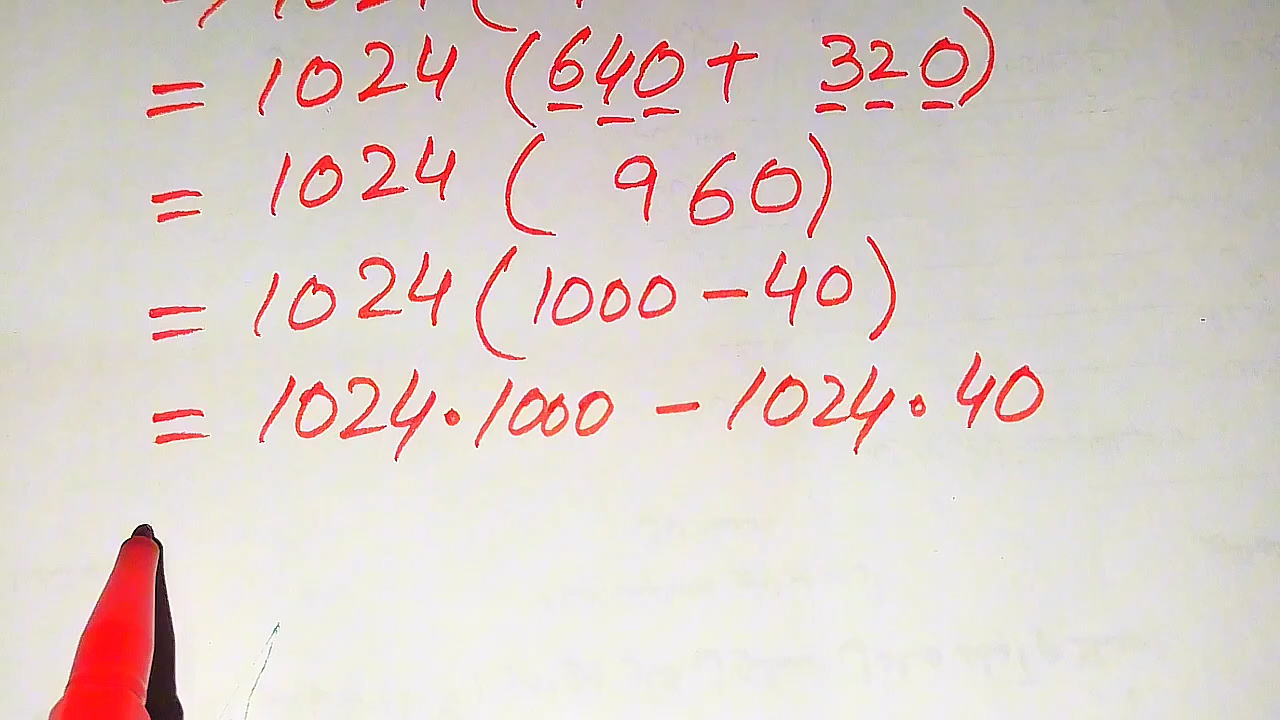 = 1024 (640 + 320)
= 1024 ( 960)
= 1024 (1000 - 40)
= 1024 · 1000 - 1024 · 40